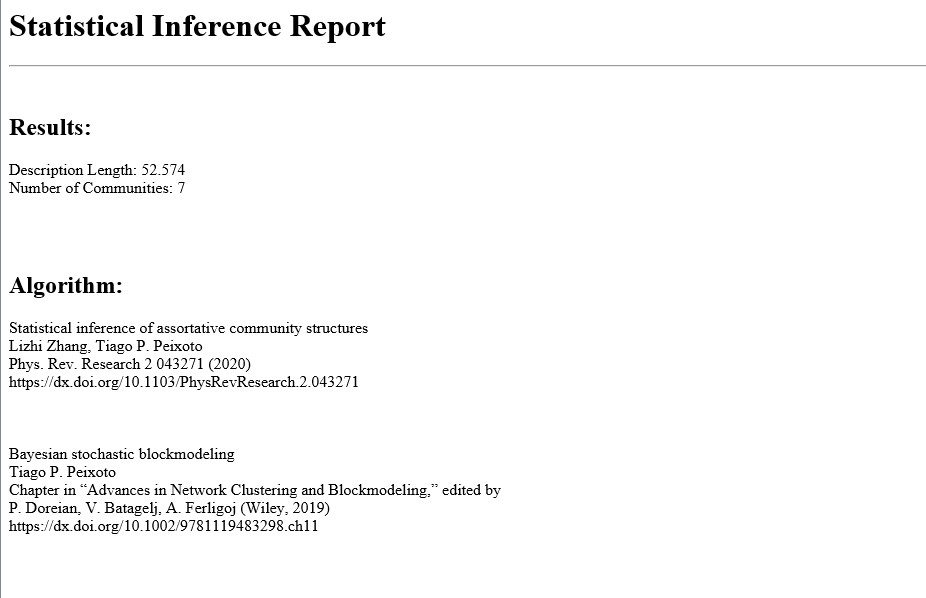 Statistical Inference Report
Results:
Description Length: 52.574
Number of Communities: 7
Algorithm:
Statistical inference of assortative community structures
Lizhi Zhang, Tiago P. Peixoto
Phys. Rev. Research 2 043271 (2020)
https://dx.doi.org/10.1103/PhysRevResearch.2.043271
Bayesian stochastic blockmodeling
Tiago P. Peixoto
Chapter in “Advances in Network Clustering and Blockmodeling,” edited by
P. Doreian, V. Batagelj, A. Ferligoj (Wiley, 2019)
https://dx.doi.org/10.1002/9781119483298.ch11